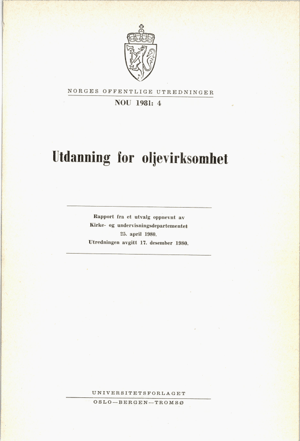 NORGES OFFENTLIGE UTREDNINGER
NOU 1981: 4
Utdanning for oljevirksomhet
Rapport fra et utvalg oppnevnt av
Kirke- og undervisningsdepartementet
25. april 1980.
Utredningen avgitt 17. desember 1980.
UNIVERSITETSFORLAGET
OSLO—BERGEN—TROMSØ